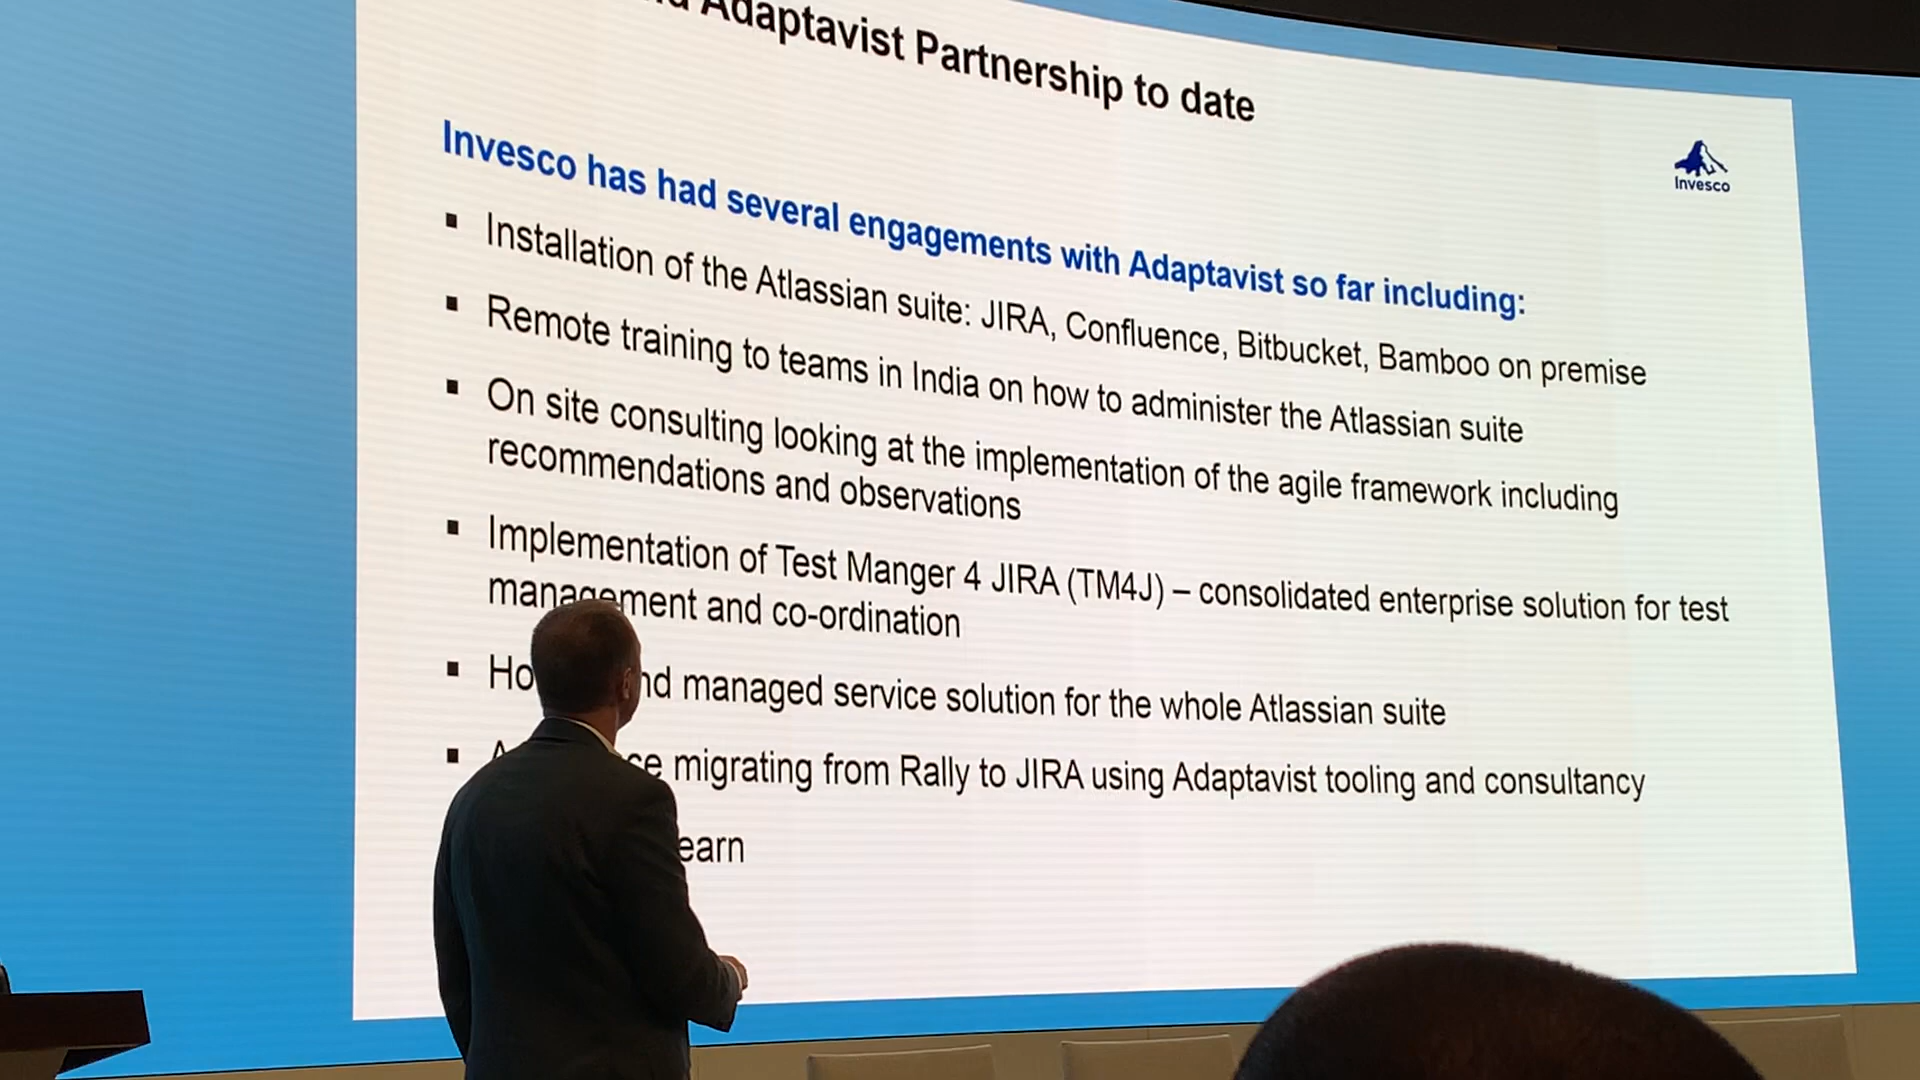 Adaptavist Partnership to date
Invesco
Invesco has had several engagements with Adaptavist so far including:
▪ Installation of the Atlassian suite: JIRA, Confluence, Bitbucket, Bamboo on premise
▪ Remote training to teams in India on how to administer the Atlassian suite
▪ On site consulting looking at the implementation of the agile framework including
recommendations and observations
▪ Implementation of Test Manger 4 JIRA (TM4J) – consolidated enterprise solution for test
management and co-ordination
▪ managed service solution for the whole Atlassian suite
▪ migrating from Rally to JIRA using Adaptavist tooling and consultancy